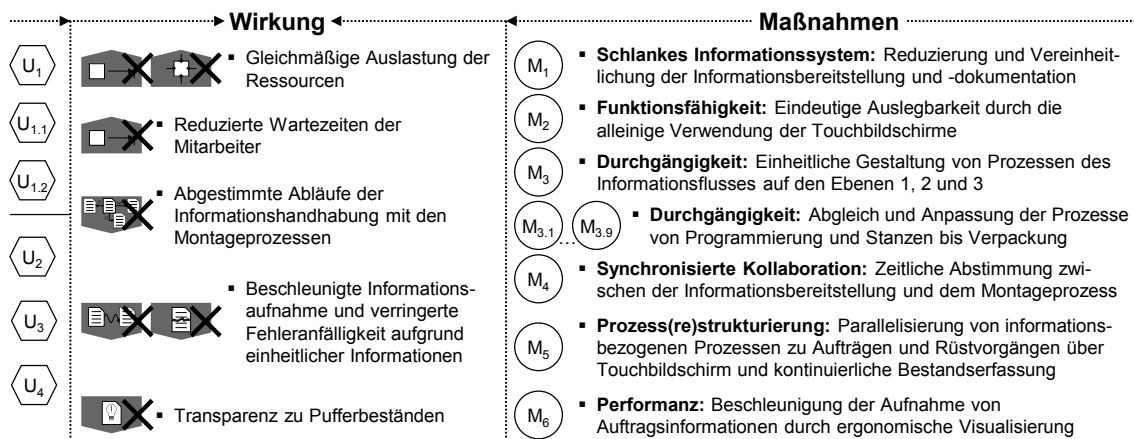 Wirkung
Maßnahmen
U1
U1.1
U1.2
U2
U3
U4
▪ Gleichmäßige Auslastung der
Ressourcen
▪ Reduzierte Wartezeiten der
Mitarbeiter
▪ Abgestimmte Abläufe der
Informationshandhabung mit den
Montageprozessen
▪ Beschleunigte Informations-
aufnahme und verringerte
Fehleranfälligkeit aufgrund
einheitlicher Informationen
▪ Transparenz zu Pufferbeständen
M1
▪ Schlankes Informationssystem: Reduzierung und Vereinheit-
lichung der Informationsbereitstellung und -dokumentation
M2
▪ Funktionsfähigkeit: Eindeutige Auslegbarkeit durch die
alleinige Verwendung der Touchbildschirme
M3
▪ Durchgängigkeit: Einheitliche Gestaltung von Prozessen des
Informationsflusses auf den Ebenen 1, 2 und 3
M3.1 ... M3.9
▪ Durchgängigkeit: Abgleich und Anpassung der Prozesse
von Programmierung und Stanzen bis Verpackung
M4
▪ Synchronisierte Kollaboration: Zeitliche Abstimmung zwi-
schen der Informationsbereitstellung und dem Montageprozess
M5
▪ Prozess(re)strukturierung: Parallelisierung von informations-
bezogenen Prozessen zu Aufträgen und Rüstvorgängen über
Touchbildschirm und kontinuierliche Bestandserfassung
M6
▪ Performanz: Beschleunigung der Aufnahme von
Auftragsinformationen durch ergonomische Visualisierung